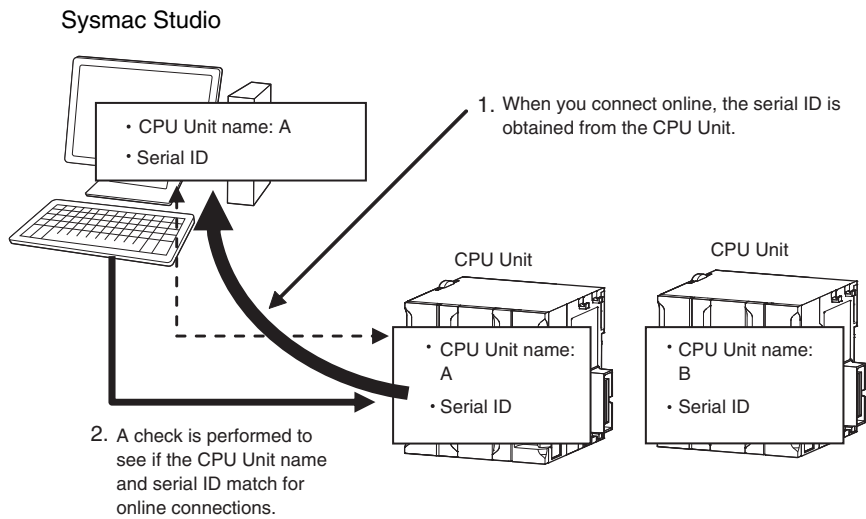 Sysmac Studio
• CPU Unit name: A
• Serial ID
1. When you connect online, the serial ID is
obtained from the CPU Unit.
CPU Unit
• CPU Unit name:
A
• Serial ID
CPU Unit
• CPU Unit name:
B
• Serial ID
2. A check is performed to
see if the CPU Unit name
and serial ID match for
online connections.